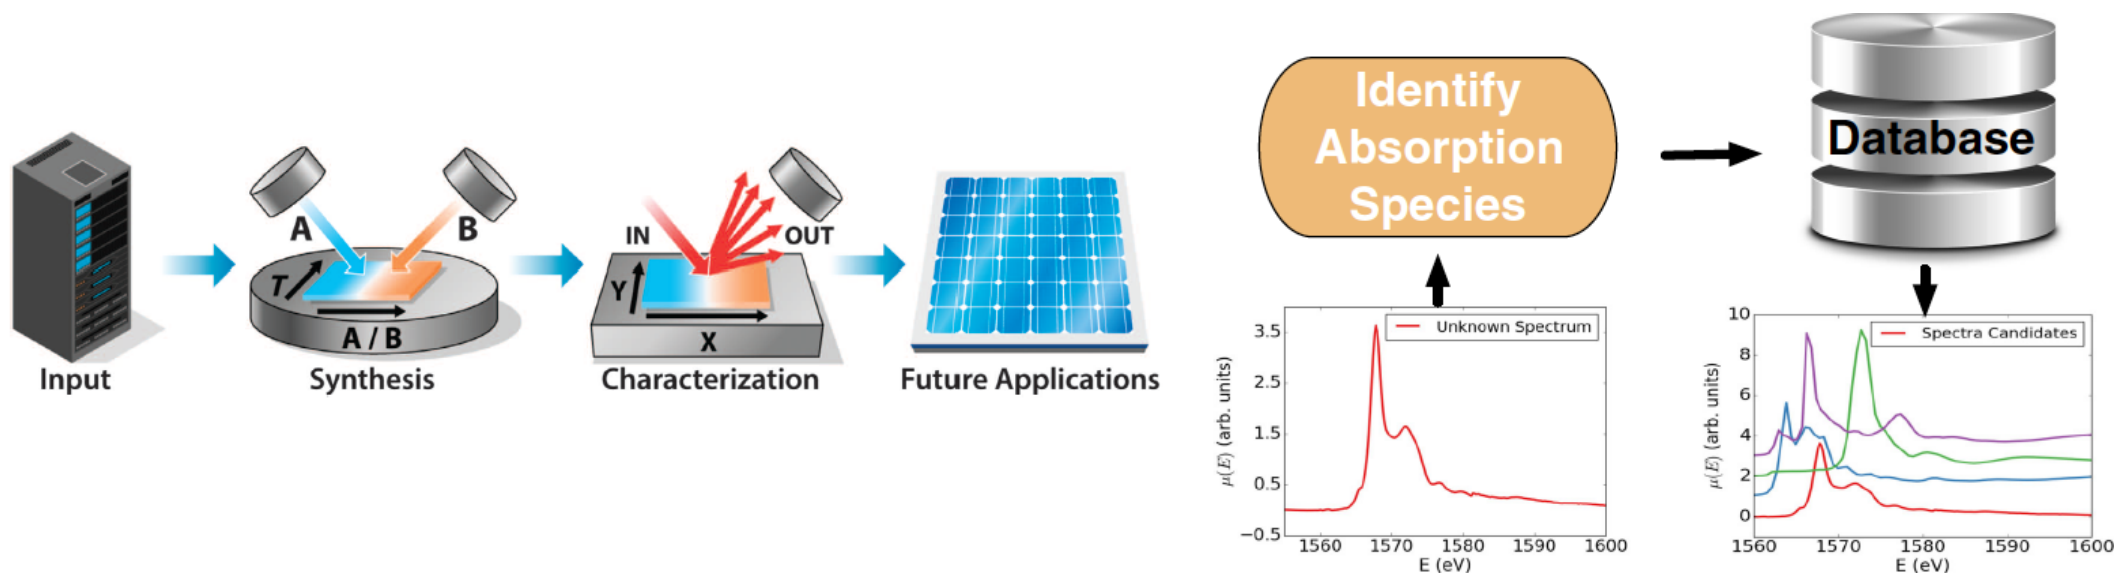 A
B
T
A / B
IN
OUT
Y
X
Input
Synthesis
Characterization
Future Applications
Identify
Absorption
Species
Database
Unknown Spectrum
3.5
2.5
1.5
0.5
−0.5
μ(E) (arb. units)
1560 1570 1580 1590 1600
E (eV)
Spectra Candidates
10
8
6
4
2
0
μ(E) (arb. units)
1560 1570 1580 1590 1600
E (eV)